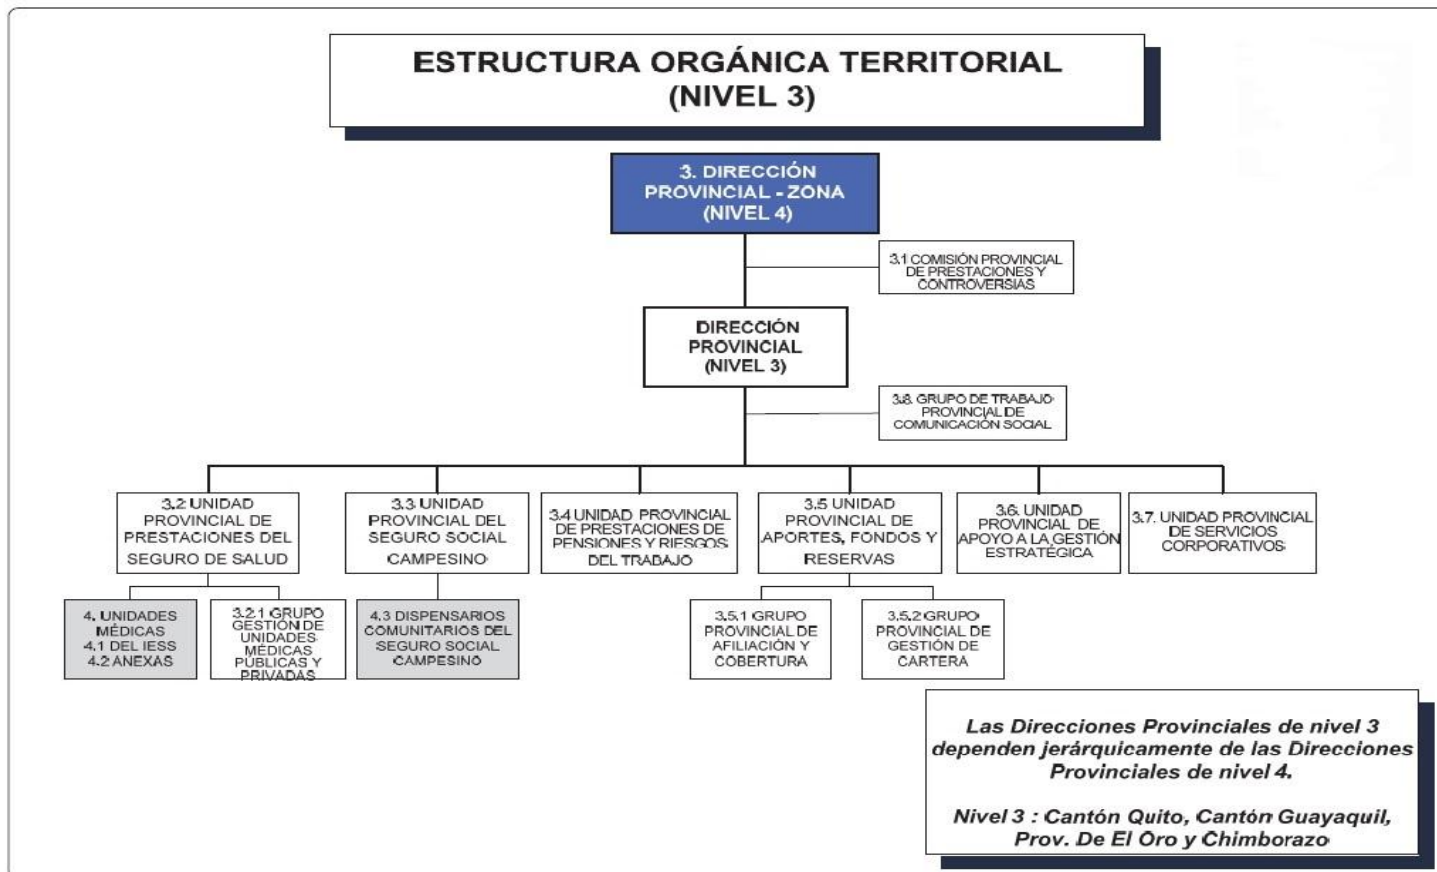 ESTRUCTURA ORGÁNICA TERRITORIAL
(NIVEL 3)
3. DIRECCIÓN
PROVINCIAL - ZONA
(NIVEL 4)
3.1 COMISIÓN PROVINCIAL
DE PRESTACIONES Y
CONTROVERSIAS
DIRECCIÓN
PROVINCIAL
(NIVEL 3)
3.8. GRUPO DE TRABAJO
PROVINCIAL DE
COMUNICACIÓN SOCIAL
3.2 UNIDAD
PROVINCIAL DE
PRESTACIONES DEL
SEGURO DE SALUD
3.3 UNIDAD
PROVINCIAL DEL
SEGURO SOCIAL
CAMPESINO
3.4 UNIDAD PROVINCIAL
DE PRESTACIONES DE
PENSIONES Y RIESGOS
DEL TRABAJO
3.5 UNIDAD
PROVINCIAL DE
APORTES, FONDOS Y
RESERVAS
3.6. UNIDAD
PROVINCIAL DE
APOYO A LA GESTIÓN
ESTRATÉGICA
3.7. UNIDAD PROVINCIAL
DE SERVICIOS
CORPORATIVOS
4. UNIDADES
MÉDICAS
4.1 DEL IESS
4.2 ANEXAS
3.2.1 GRUPO
GESTIÓN DE
UNIDADES
MÉDICAS
PÚBLICAS Y
PRIVADAS
4.3 DISPENSARIOS
COMUNITARIOS DEL
SEGURO SOCIAL
CAMPESINO
3.5.1 GRUPO
PROVINCIAL DE
AFILIACIÓN Y
COBERTURA
3.5.2 GRUPO
PROVINCIAL DE
GESTIÓN DE
CARTERA
Las Direcciones Provinciales de nivel 3
dependen jerárquicamente de las Direcciones
Provinciales de nivel 4.
Nivel 3 : Cantón Quito, Cantón Guayaquil,
Prov. De El Oro y Chimborazo